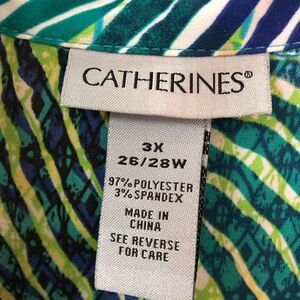 CATHERINES®
3X
26/28W
97% POLYESTER
3% SPANDEX
MADE IN
CHINA
SEE REVERSE
FOR CARE